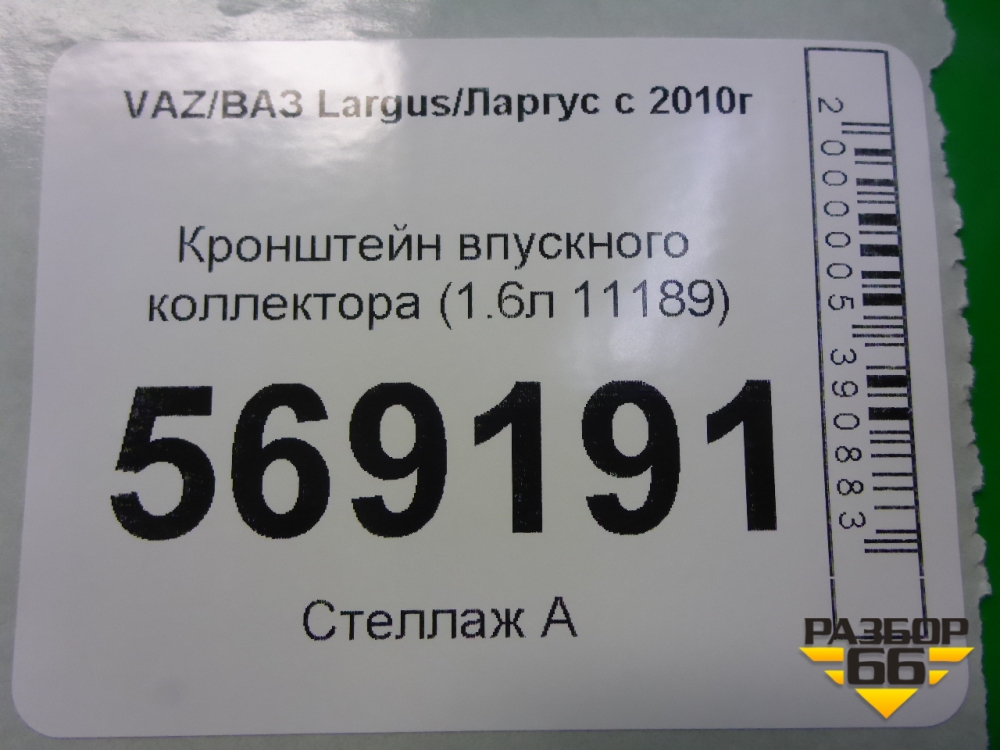 VAZ/ВАЗ Largus/Ларгус с 2010г
Кронштейн впускного
коллектора (1.6л 11189)
569191
Стеллаж А
2000005390883
РАЗБОР
66